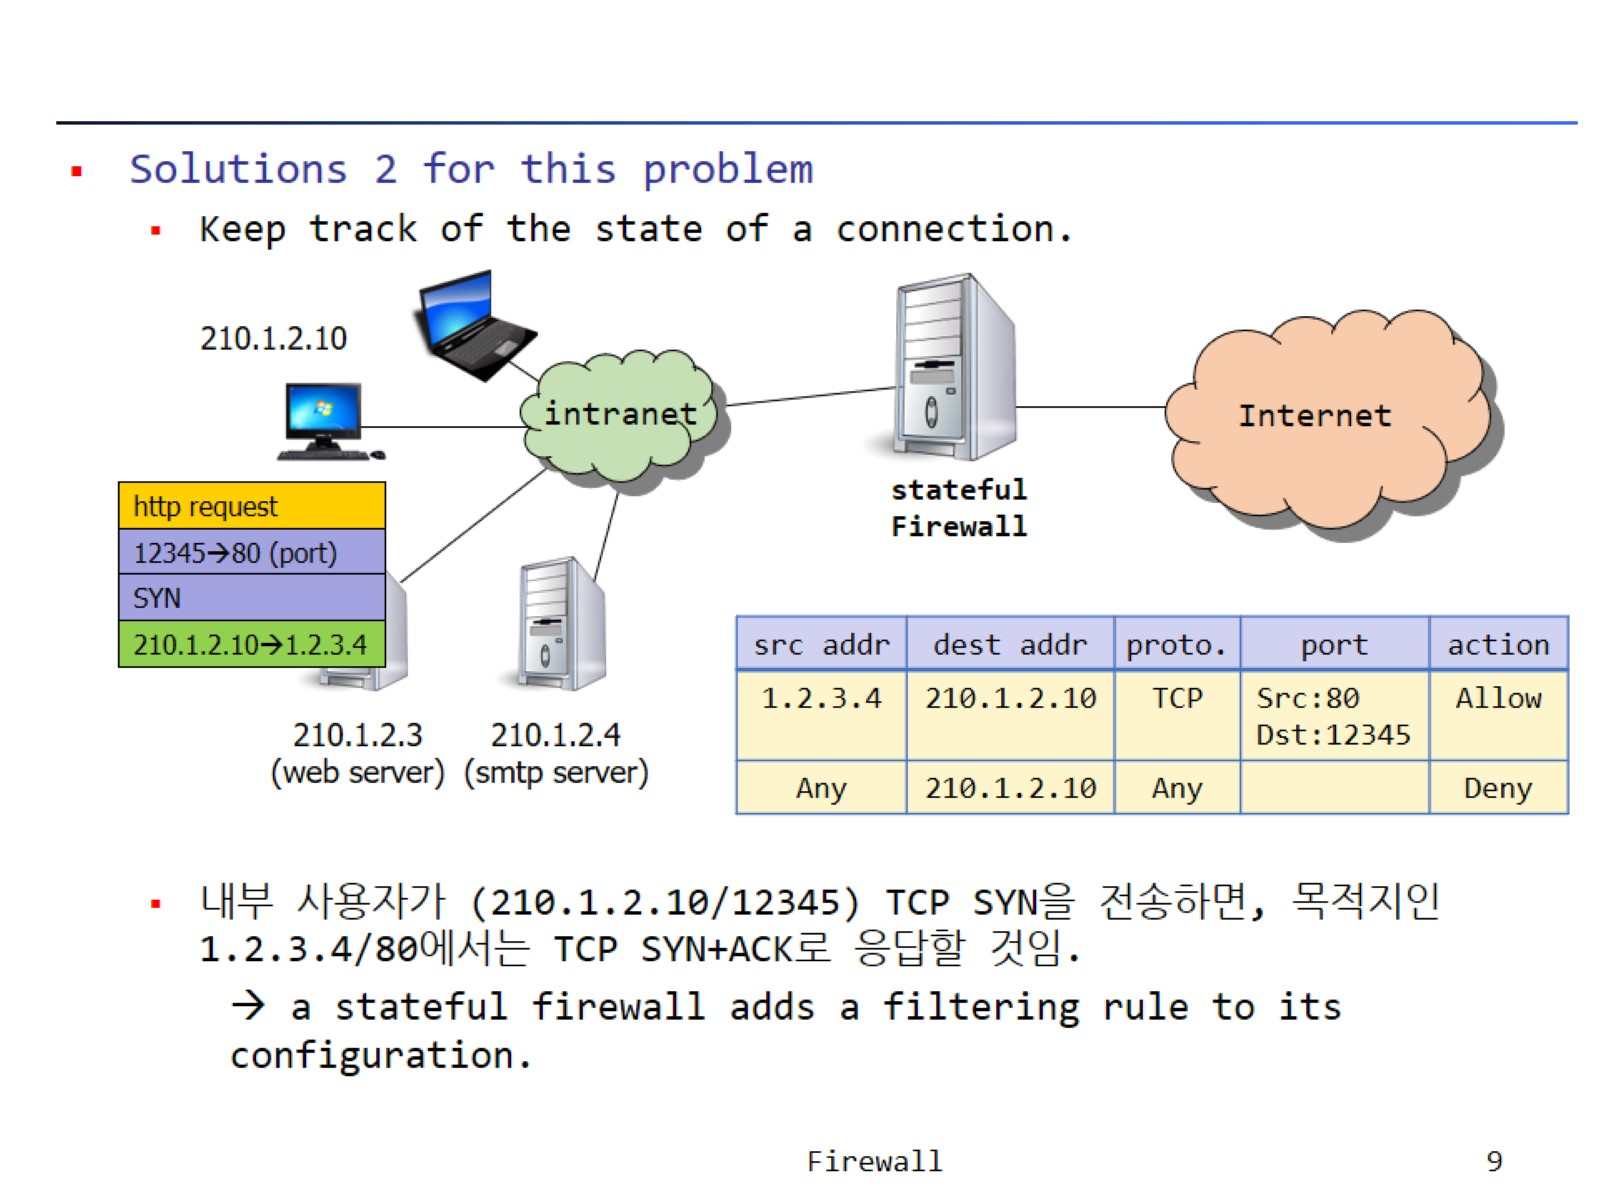 Solutions 2 for this problem
Keep track of the state of a connection.
210.1.2.10
intranet
Internet
stateful
Firewall
http request
12345→80 (port)
SYN
210.1.2.10→1.2.3.4
210.1.2.3
(web server)
210.1.2.4
(smtp server)
src addr dest addr proto. port action
1.2.3.4 210.1.2.10 TCP Src:80 Allow
Dst:12345
Any 210.1.2.10 Any Deny
내부 사용자가 (210.1.2.10/12345) TCP SYN을 전송하면, 목적지인
1.2.3.4/80에서는 TCP SYN+ACK로 응답할 것임.
→ a stateful firewall adds a filtering rule to its
configuration.
Firewall
9